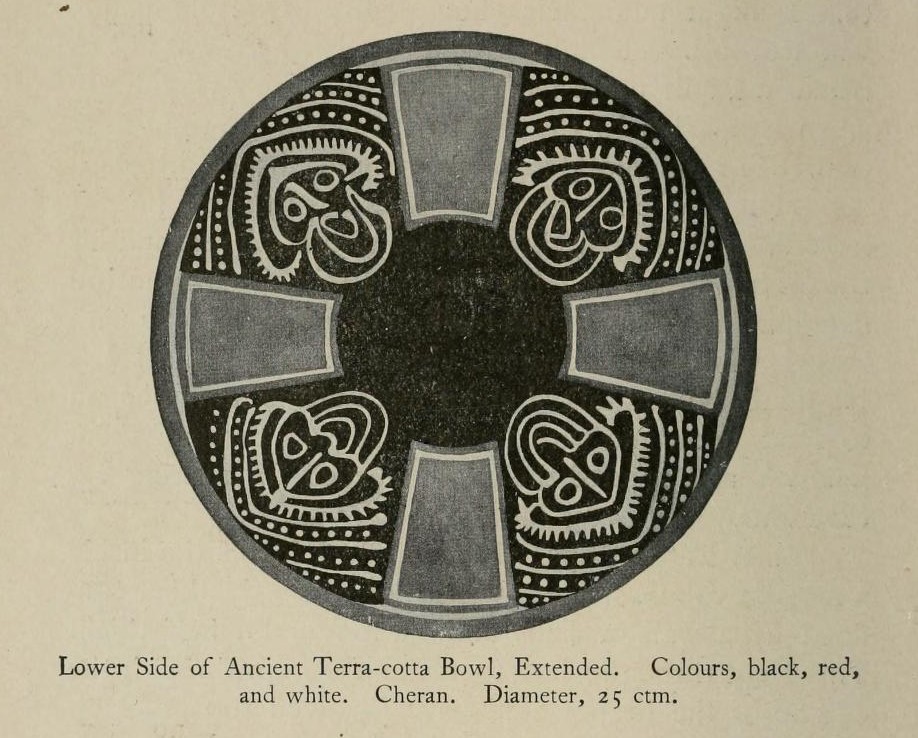 Lower Side of Ancient Terra-cotta Bowl, Extended. Colours, black, red,
and white. Cheran. Diameter, 25 ctm.